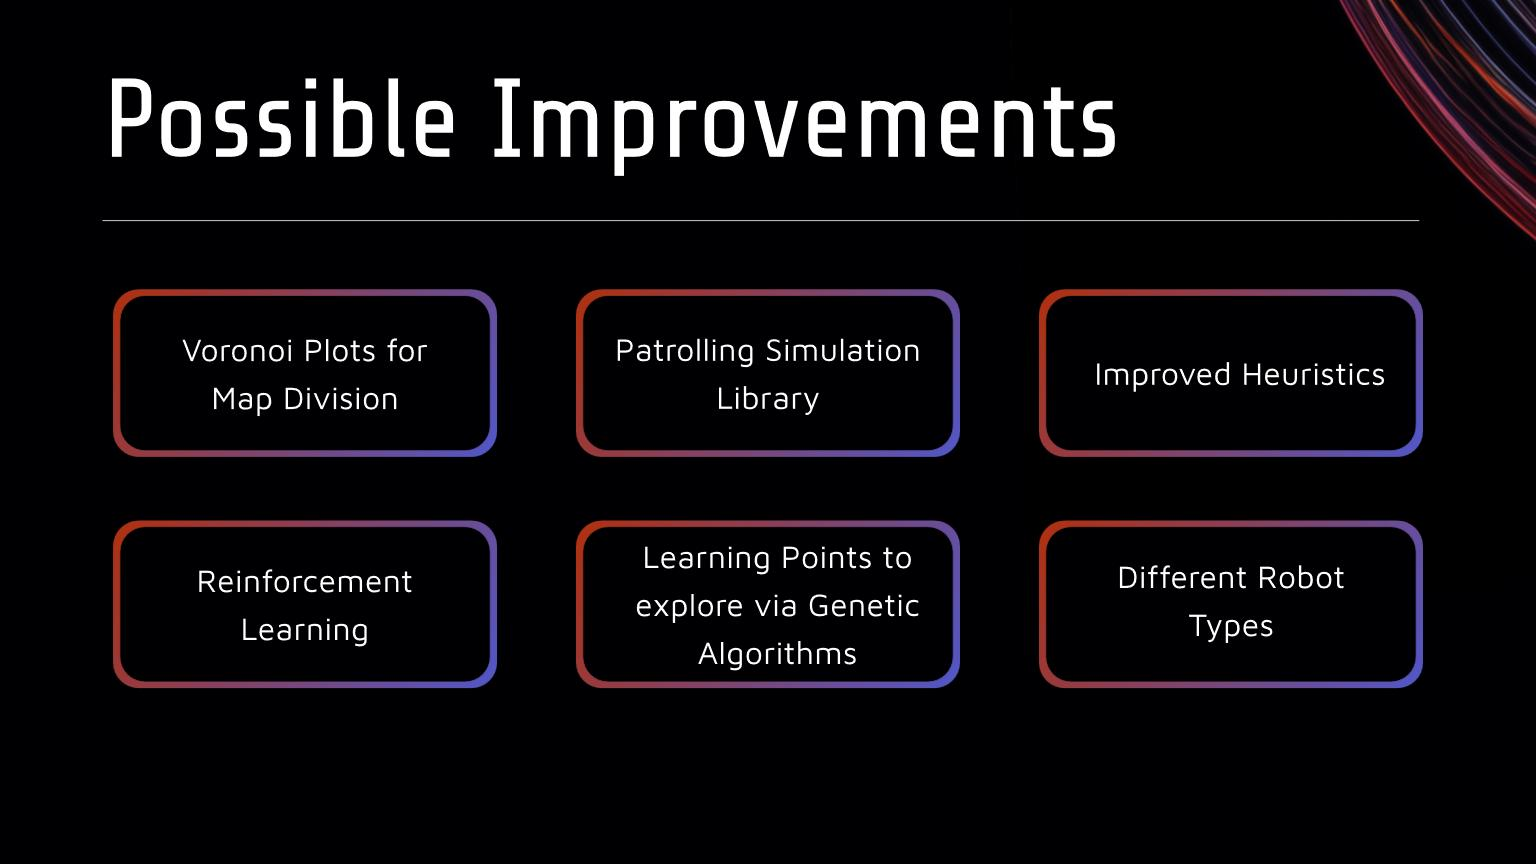 Possible Improvements
Voronoi Plots for
Map Division
Patrolling Simulation
Library
Improved Heuristics
Reinforcement
Learning
Learning Points to
explore via Genetic
Algorithms
Different Robot
Types